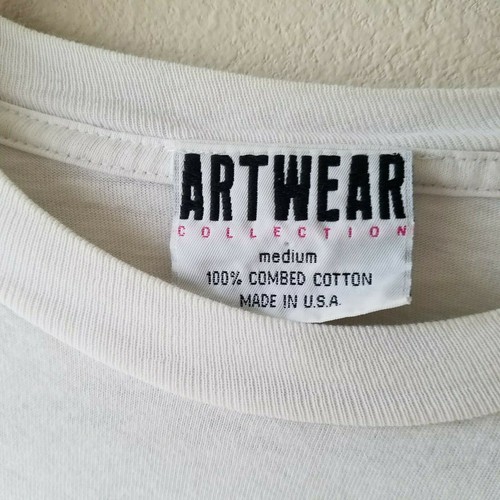 ARTWEAR
COLLECTION
medium
100% COMBED COTTON
MADE IN U.S.A.